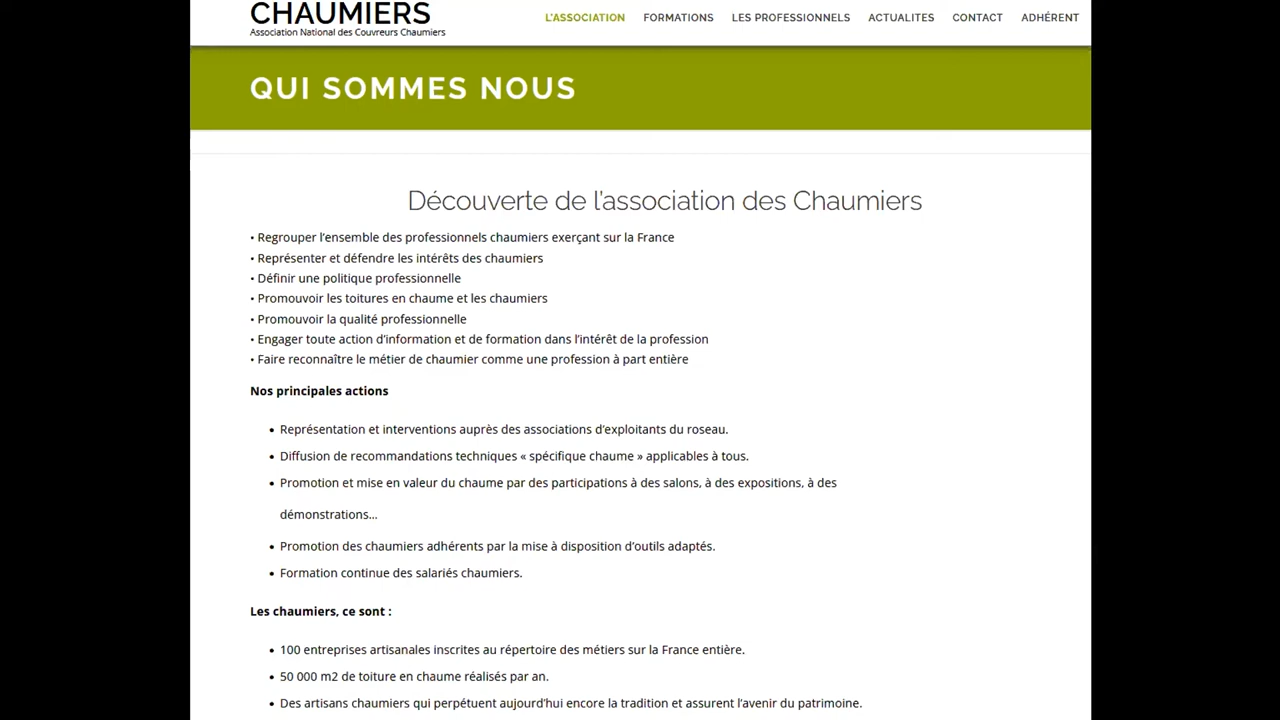 CHAUMIERS
Association National des Couvreurs Chaumiers
L'ASSOCIATION FORMATIONS LES PROFESSIONNELS ACTUALITES CONTACT ADHÉRENT
QUI SOMMES NOUS
Découverte de l'association des Chaumiers
• Regrouper l'ensemble des professionnels chaumiers exerçant sur la France
• Représenter et défendre les intérêts des chaumiers
• Définir une politique professionnelle
• Promouvoir les toitures en chaume et les chaumiers
• Promouvoir la qualité professionnelle
• Engager toute action d'information et de formation dans l'intérêt de la profession
• Faire reconnaître le métier de chaumier comme une profession à part entière
Nos principales actions
• Représentation et interventions auprès des associations d'exploitants du roseau.
• Diffusion de recommandations techniques « spécifique chaume » applicables à tous.
• Promotion et mise en valeur du chaume par des participations à des salons, à des expositions, à des
démonstrations…
• Promotion des chaumiers adhérents par la mise à disposition d'outils adaptés.
• Formation continue des salariés chaumiers.
Les chaumiers, ce sont :
• 100 entreprises artisanales inscrites au répertoire des métiers sur la France entière.
• 50 000 m2 de toiture en chaume réalisés par an.
• Des artisans chaumiers qui perpétuent aujourd'hui encore la tradition et assurent l'avenir du patrimoine.